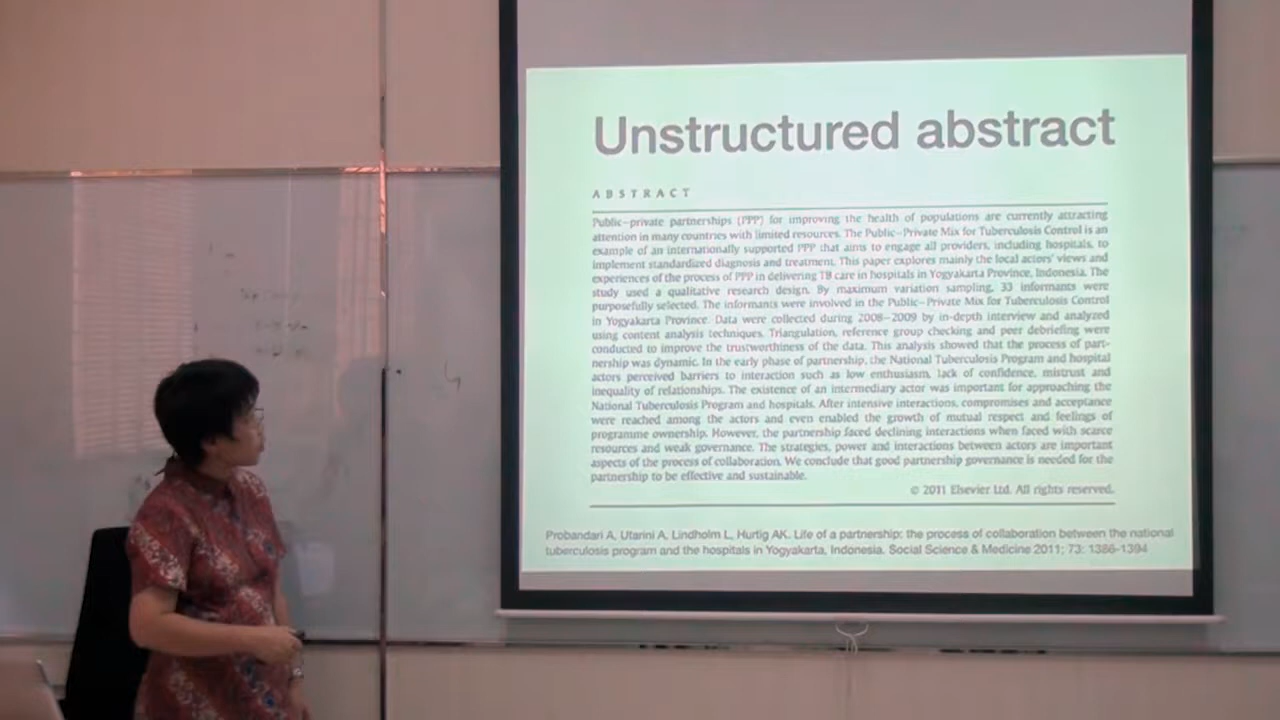 Unstructured abstract
ABSTRACT
Public–private partnerships (PPP) for improving the health of populations are currently attracting
attention in many countries with limited resources. The Public–Private Mix for Tuberculosis Control is an
example of an internationally supported PPP that aims to engage all providers, including hospitals, to
implement standardized diagnosis and treatment. This paper explores mainly the local actors' views and
experiences of the process of PPP in delivering TB care in hospitals in Yogyakarta Province, Indonesia. The
study used a qualitative research design. By maximum variation sampling, 33 informants were
purposefully selected. The informants were involved in the Public–Private Mix for Tuberculosis Control
in Yogyakarta Province. Data were collected during 2008–2009 by in-depth interview and analyzed
using content analysis techniques. Triangulation, reference group checking and peer debriefing were
conducted to improve the trustworthiness of the data. This analysis showed that the process of part-
nership was dynamic. In the early phase of partnership, the National Tuberculosis Program and hospital
actors perceived barriers to interaction such as low enthusiasm, lack of confidence, mistrust and
inequality of relationships. The existence of an intermediary actor was important for approaching the
National Tuberculosis Program and hospitals. After intensive interactions, compromises and acceptance
were reached among the actors and even enabled the growth of mutual respect and feelings of
programme ownership. However, the partnership faced declining interactions when faced with scarce
resources and weak governance. The strategies, power and interactions between actors are important
aspects of the process of collaboration. We conclude that good partnership governance is needed for the
partnership to be effective and sustainable.
© 2011 Elsevier Ltd. All rights reserved.
Probandari A, Utarini A, Lindholm L, Hurtig AK. Life of a partnership: the process of collaboration between the national
tuberculosis program and the hospitals in Yogyakarta, Indonesia. Social Science & Medicine 2011; 73: 1386-1394